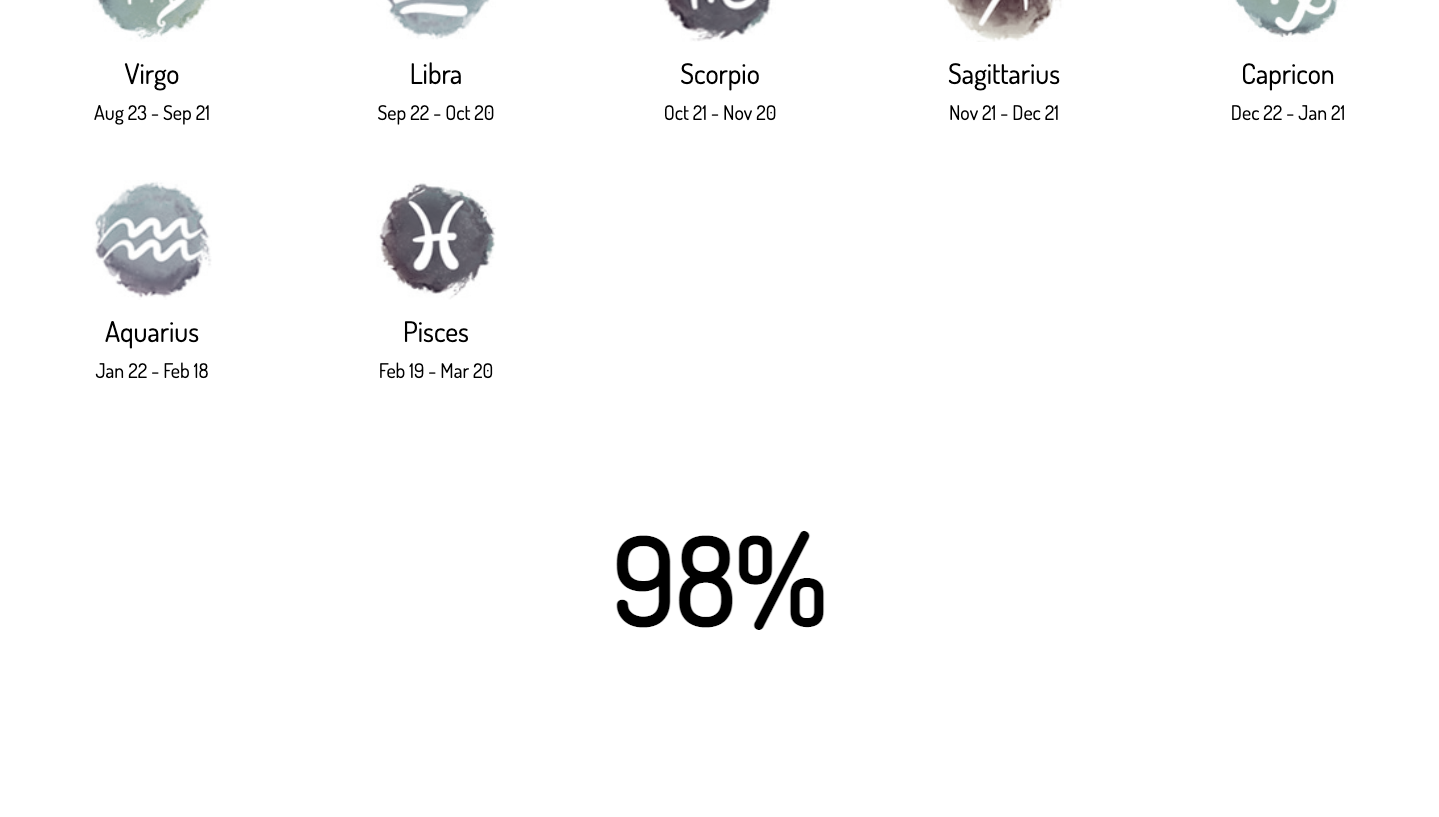 Virgo
Libra
Scorpio
Sagittarius
Capricon
Aug 23 - Sep 21
Sep 22 - Oct 20
Oct 21 - Nov 20
Nov 21 - Dec 21
Dec 22 - Jan 21
Aquarius
Pisces
Jan 22 - Feb 18
Feb 19 - Mar 20
98%